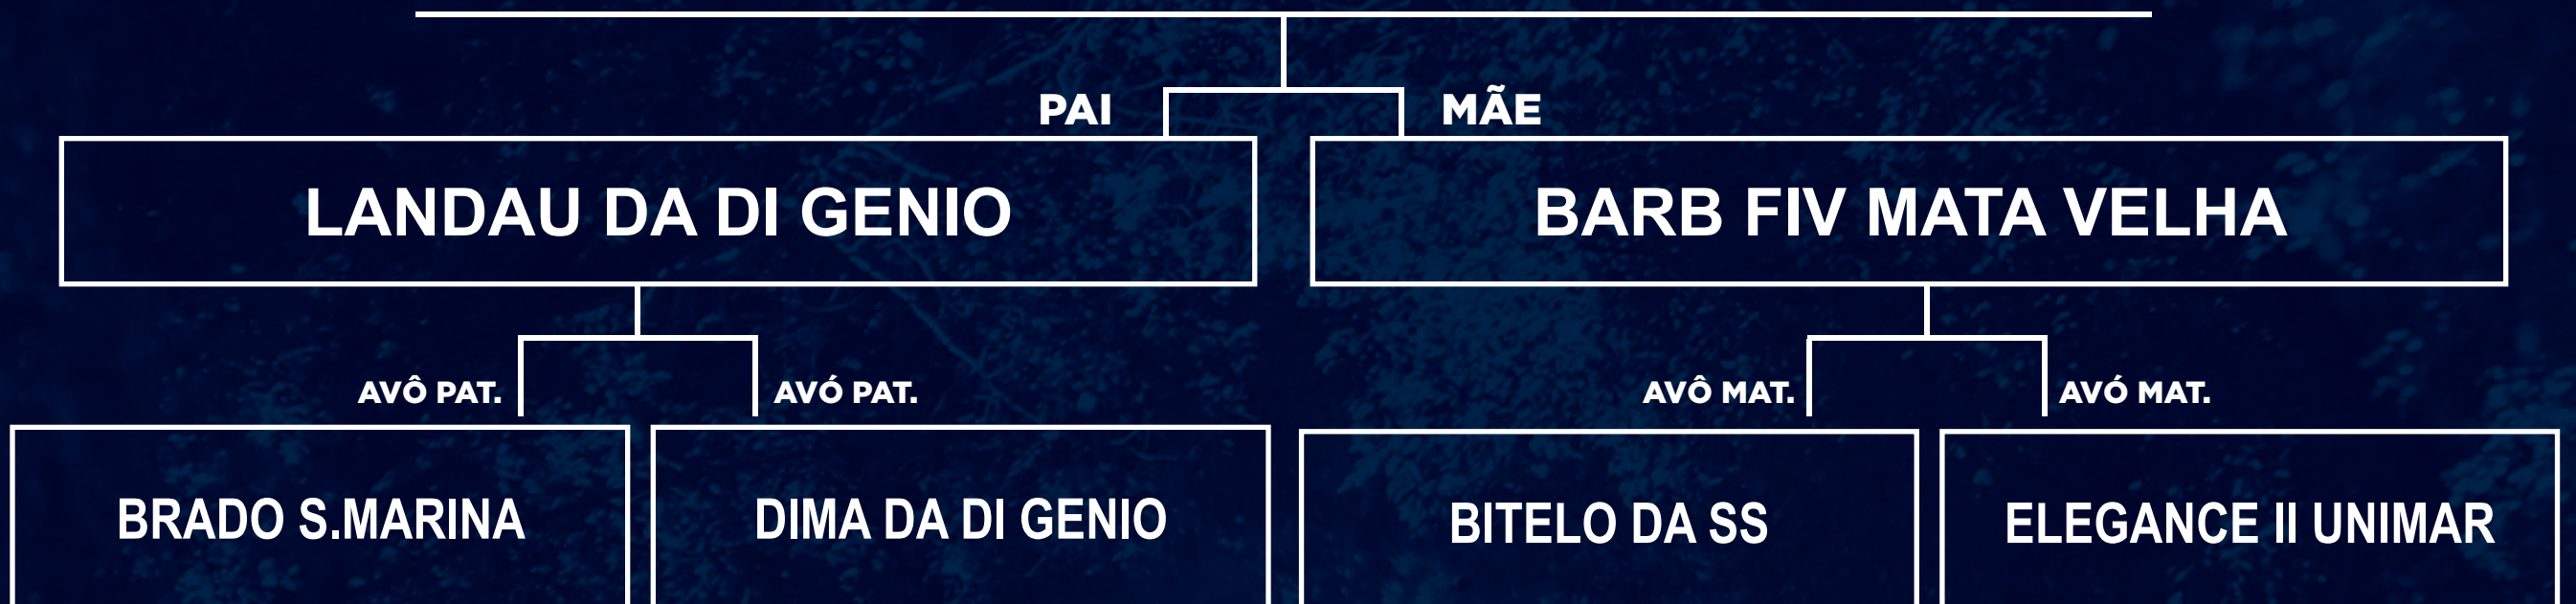 PAI
MÃE
LANDAU DA DI GENIO
BARB FIV MATA VELHA
AVÔ PAT.
AVÓ PAT.
AVÔ MAT.
AVÓ MAT.
BRADO S.MARINA
DIMA DA DI GENIO
BITELO DA SS
ELEGANCE II UNIMAR